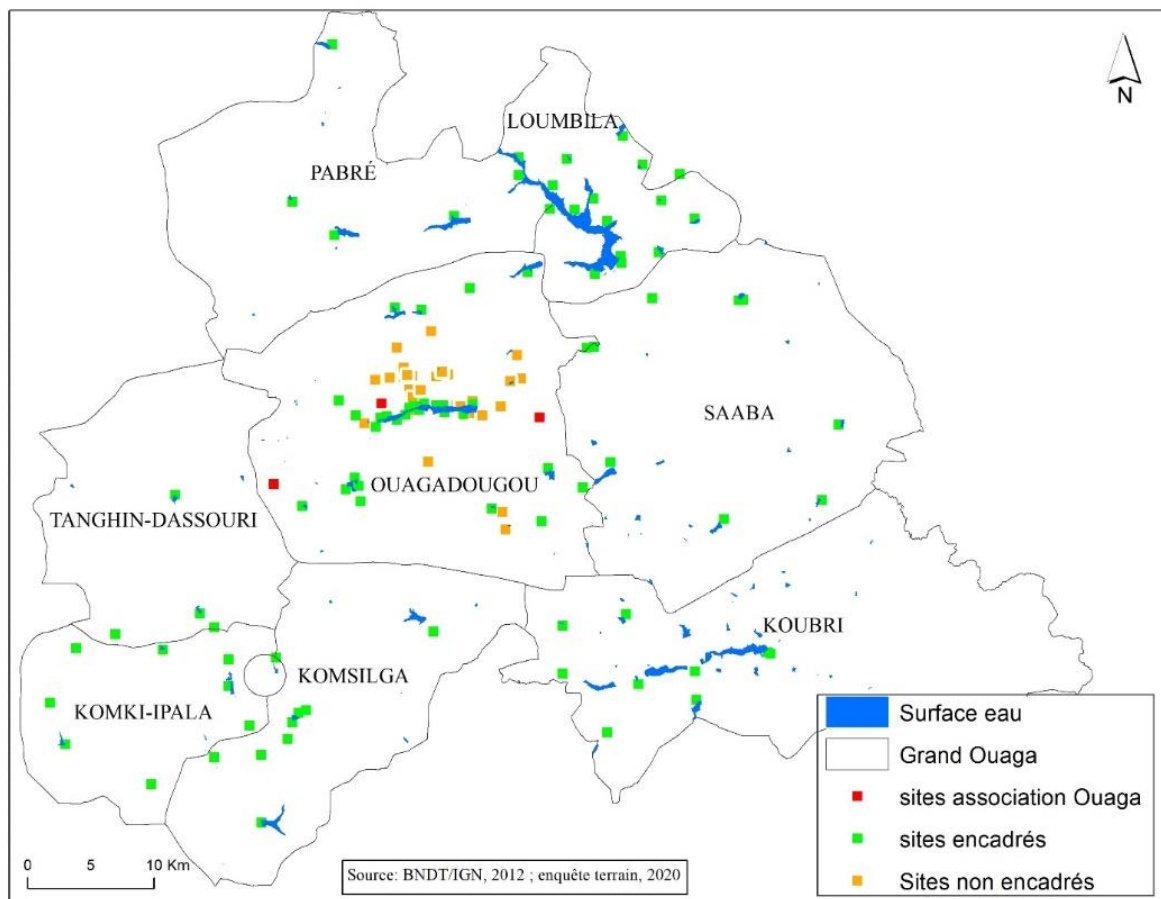 N
LOUMBILA
PABRÉ
SAABA
OUAGADOUGOU
TANGHIN-DASSOURI
KOUBRI
KOMSILGA
KOMKI-IPALA
Surface eau
Grand Ouaga
sites association Ouaga
sites encadrés
Sites non encadrés
0 5 10 Km
Source: BNDT/IGN, 2012 ; enquête terrain, 2020